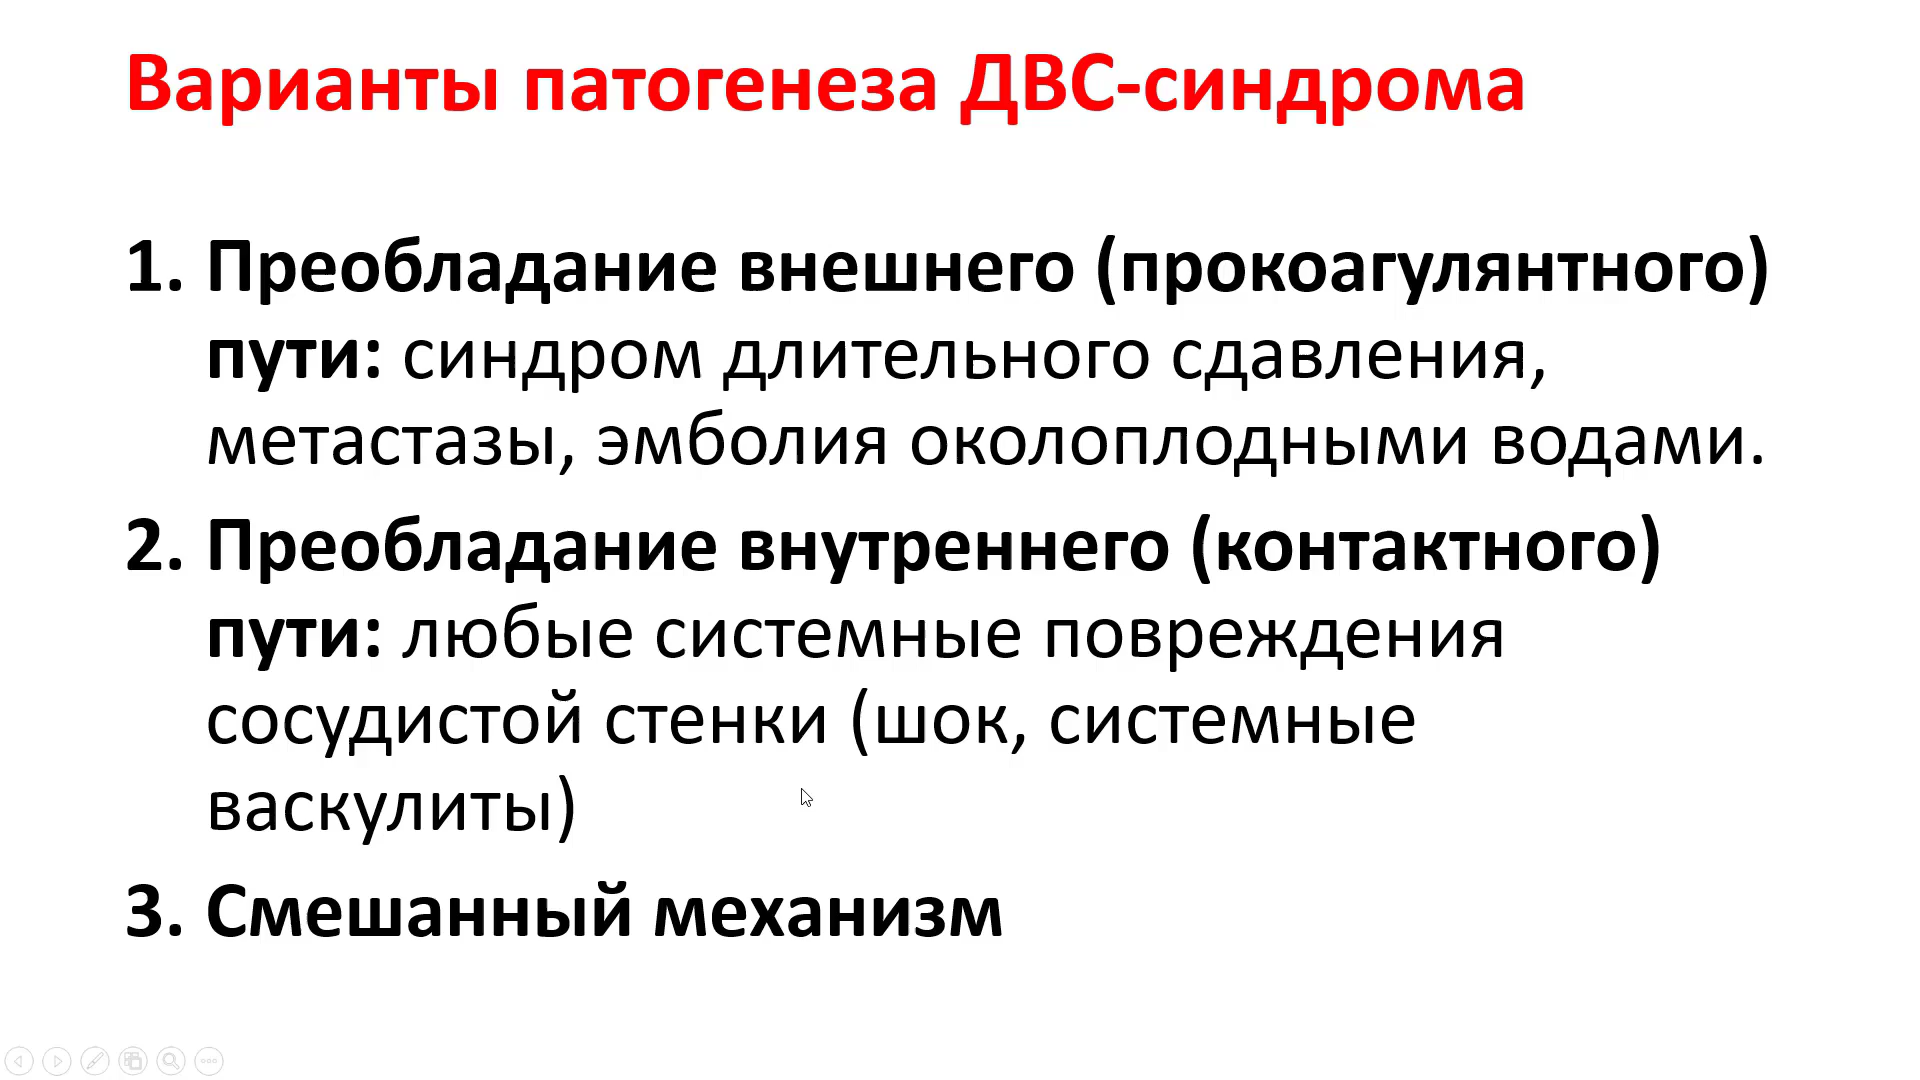 Варианты патогенеза ДВС-синдрома
1. Преобладание внешнего (прокоагулянтного)
пути: синдром длительного сдавления,
метастазы, эмболия околоплодными водами.
2. Преобладание внутреннего (контактного)
пути: любые системные повреждения
сосудистой стенки (шок, системные
васкулиты)
3. Смешанный механизм